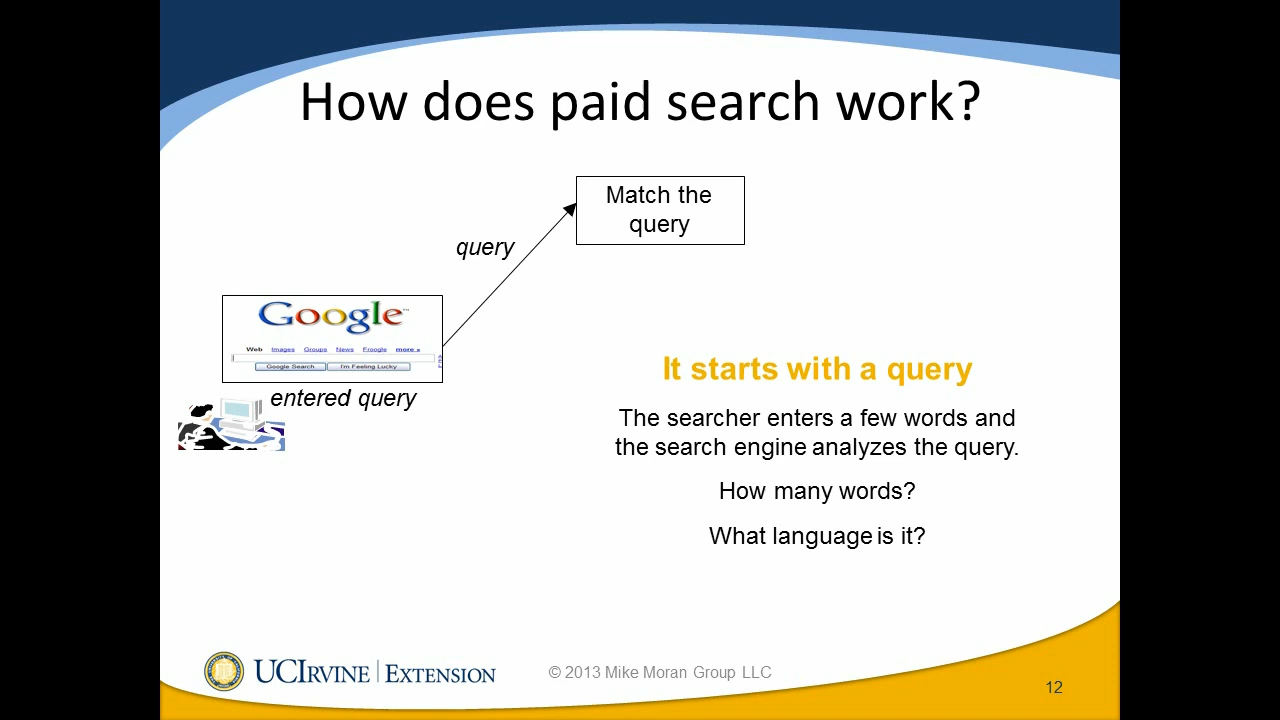 How does paid search work?
Match the
query
query
Google™
Web Images Groups News Froogle more »
Google Search I'm Feeling Lucky
entered query
It starts with a query
The searcher enters a few words and
the search engine analyzes the query.
How many words?
What language is it?
UCIRVINE | EXTENSION
© 2013 Mike Moran Group LLC
12